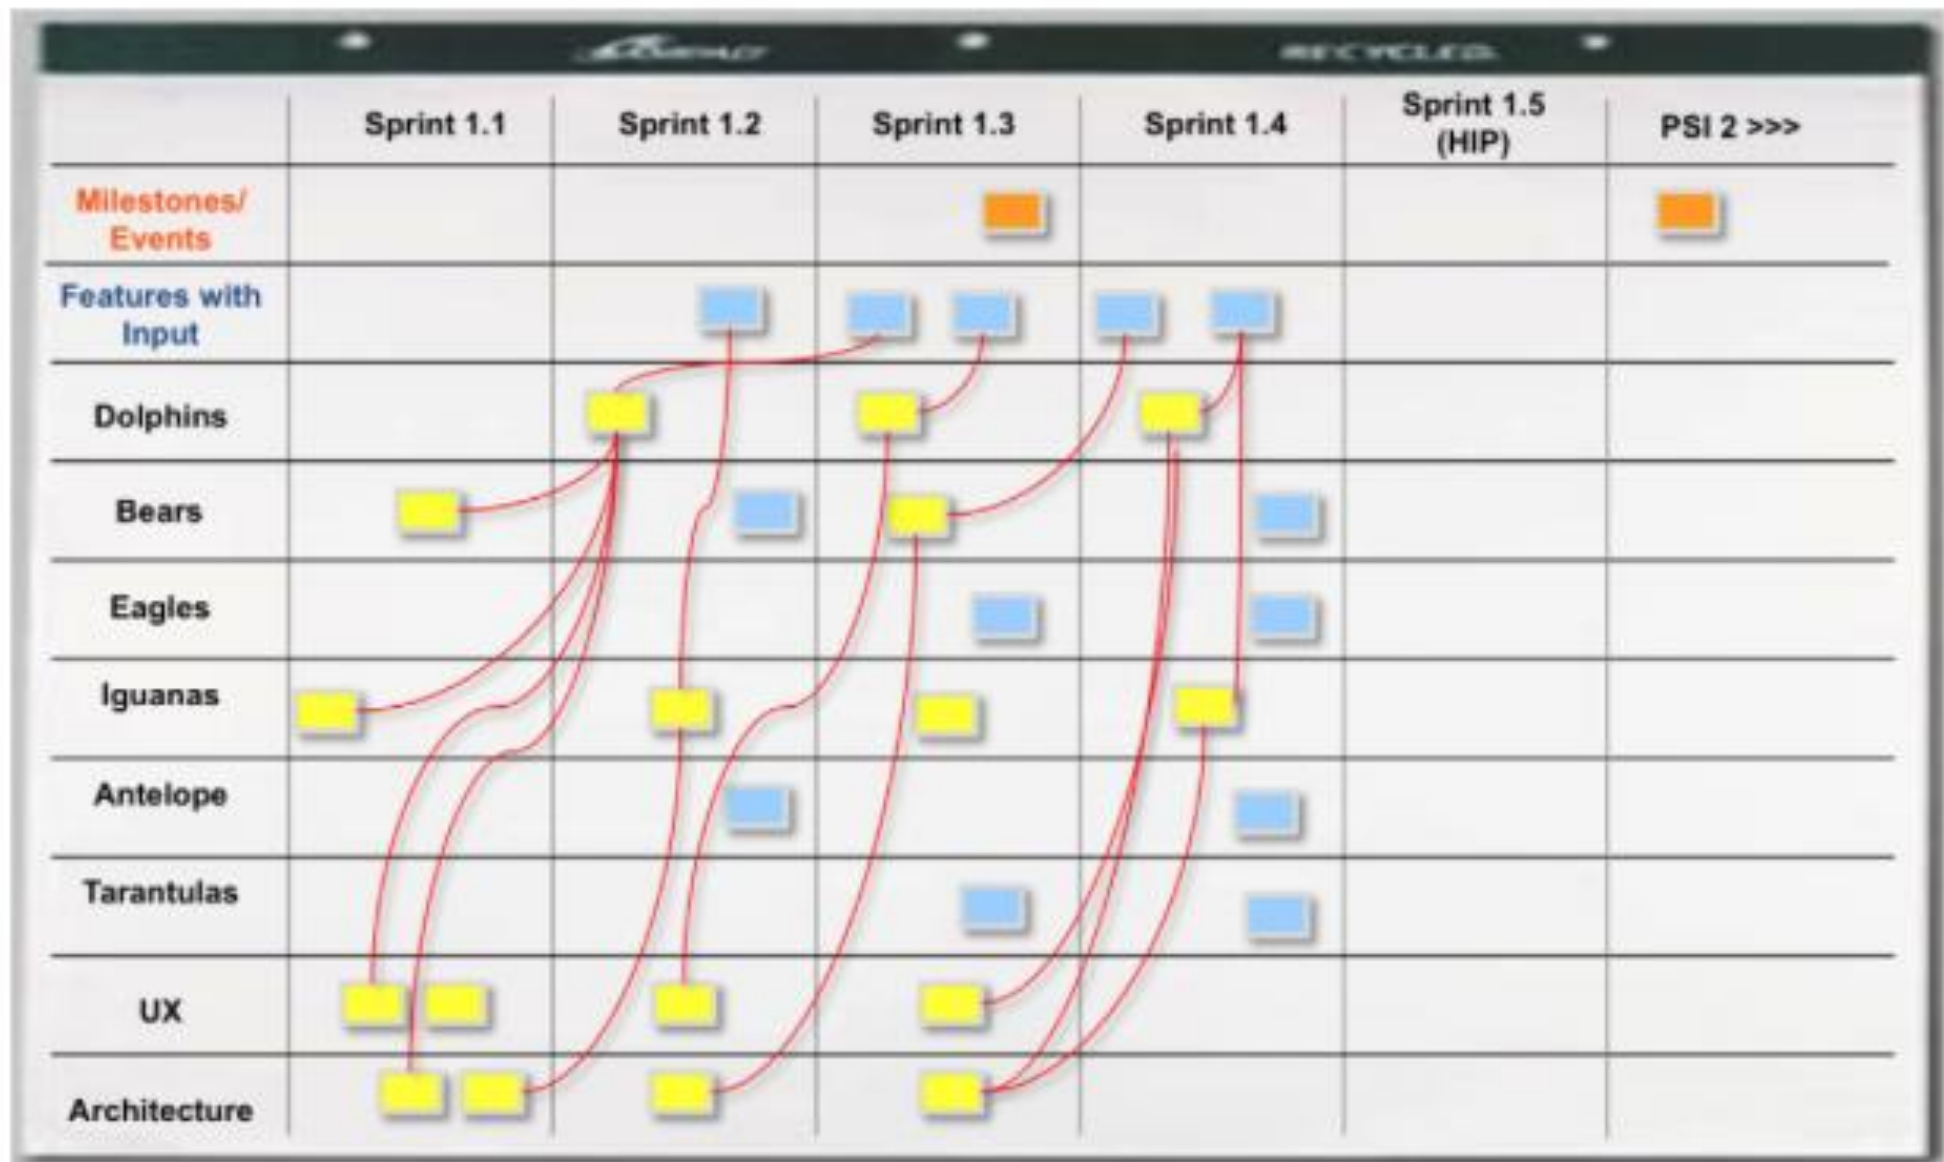 RECYCLED
Sprint 1.1
Sprint 1.2
Sprint 1.3
Sprint 1.4
Sprint 1.5
(HIP)
PSI 2 >>>
Milestones/
Events
Features with
Input
Dolphins
Bears
Eagles
Iguanas
Antelope
Tarantulas
UX
Architecture